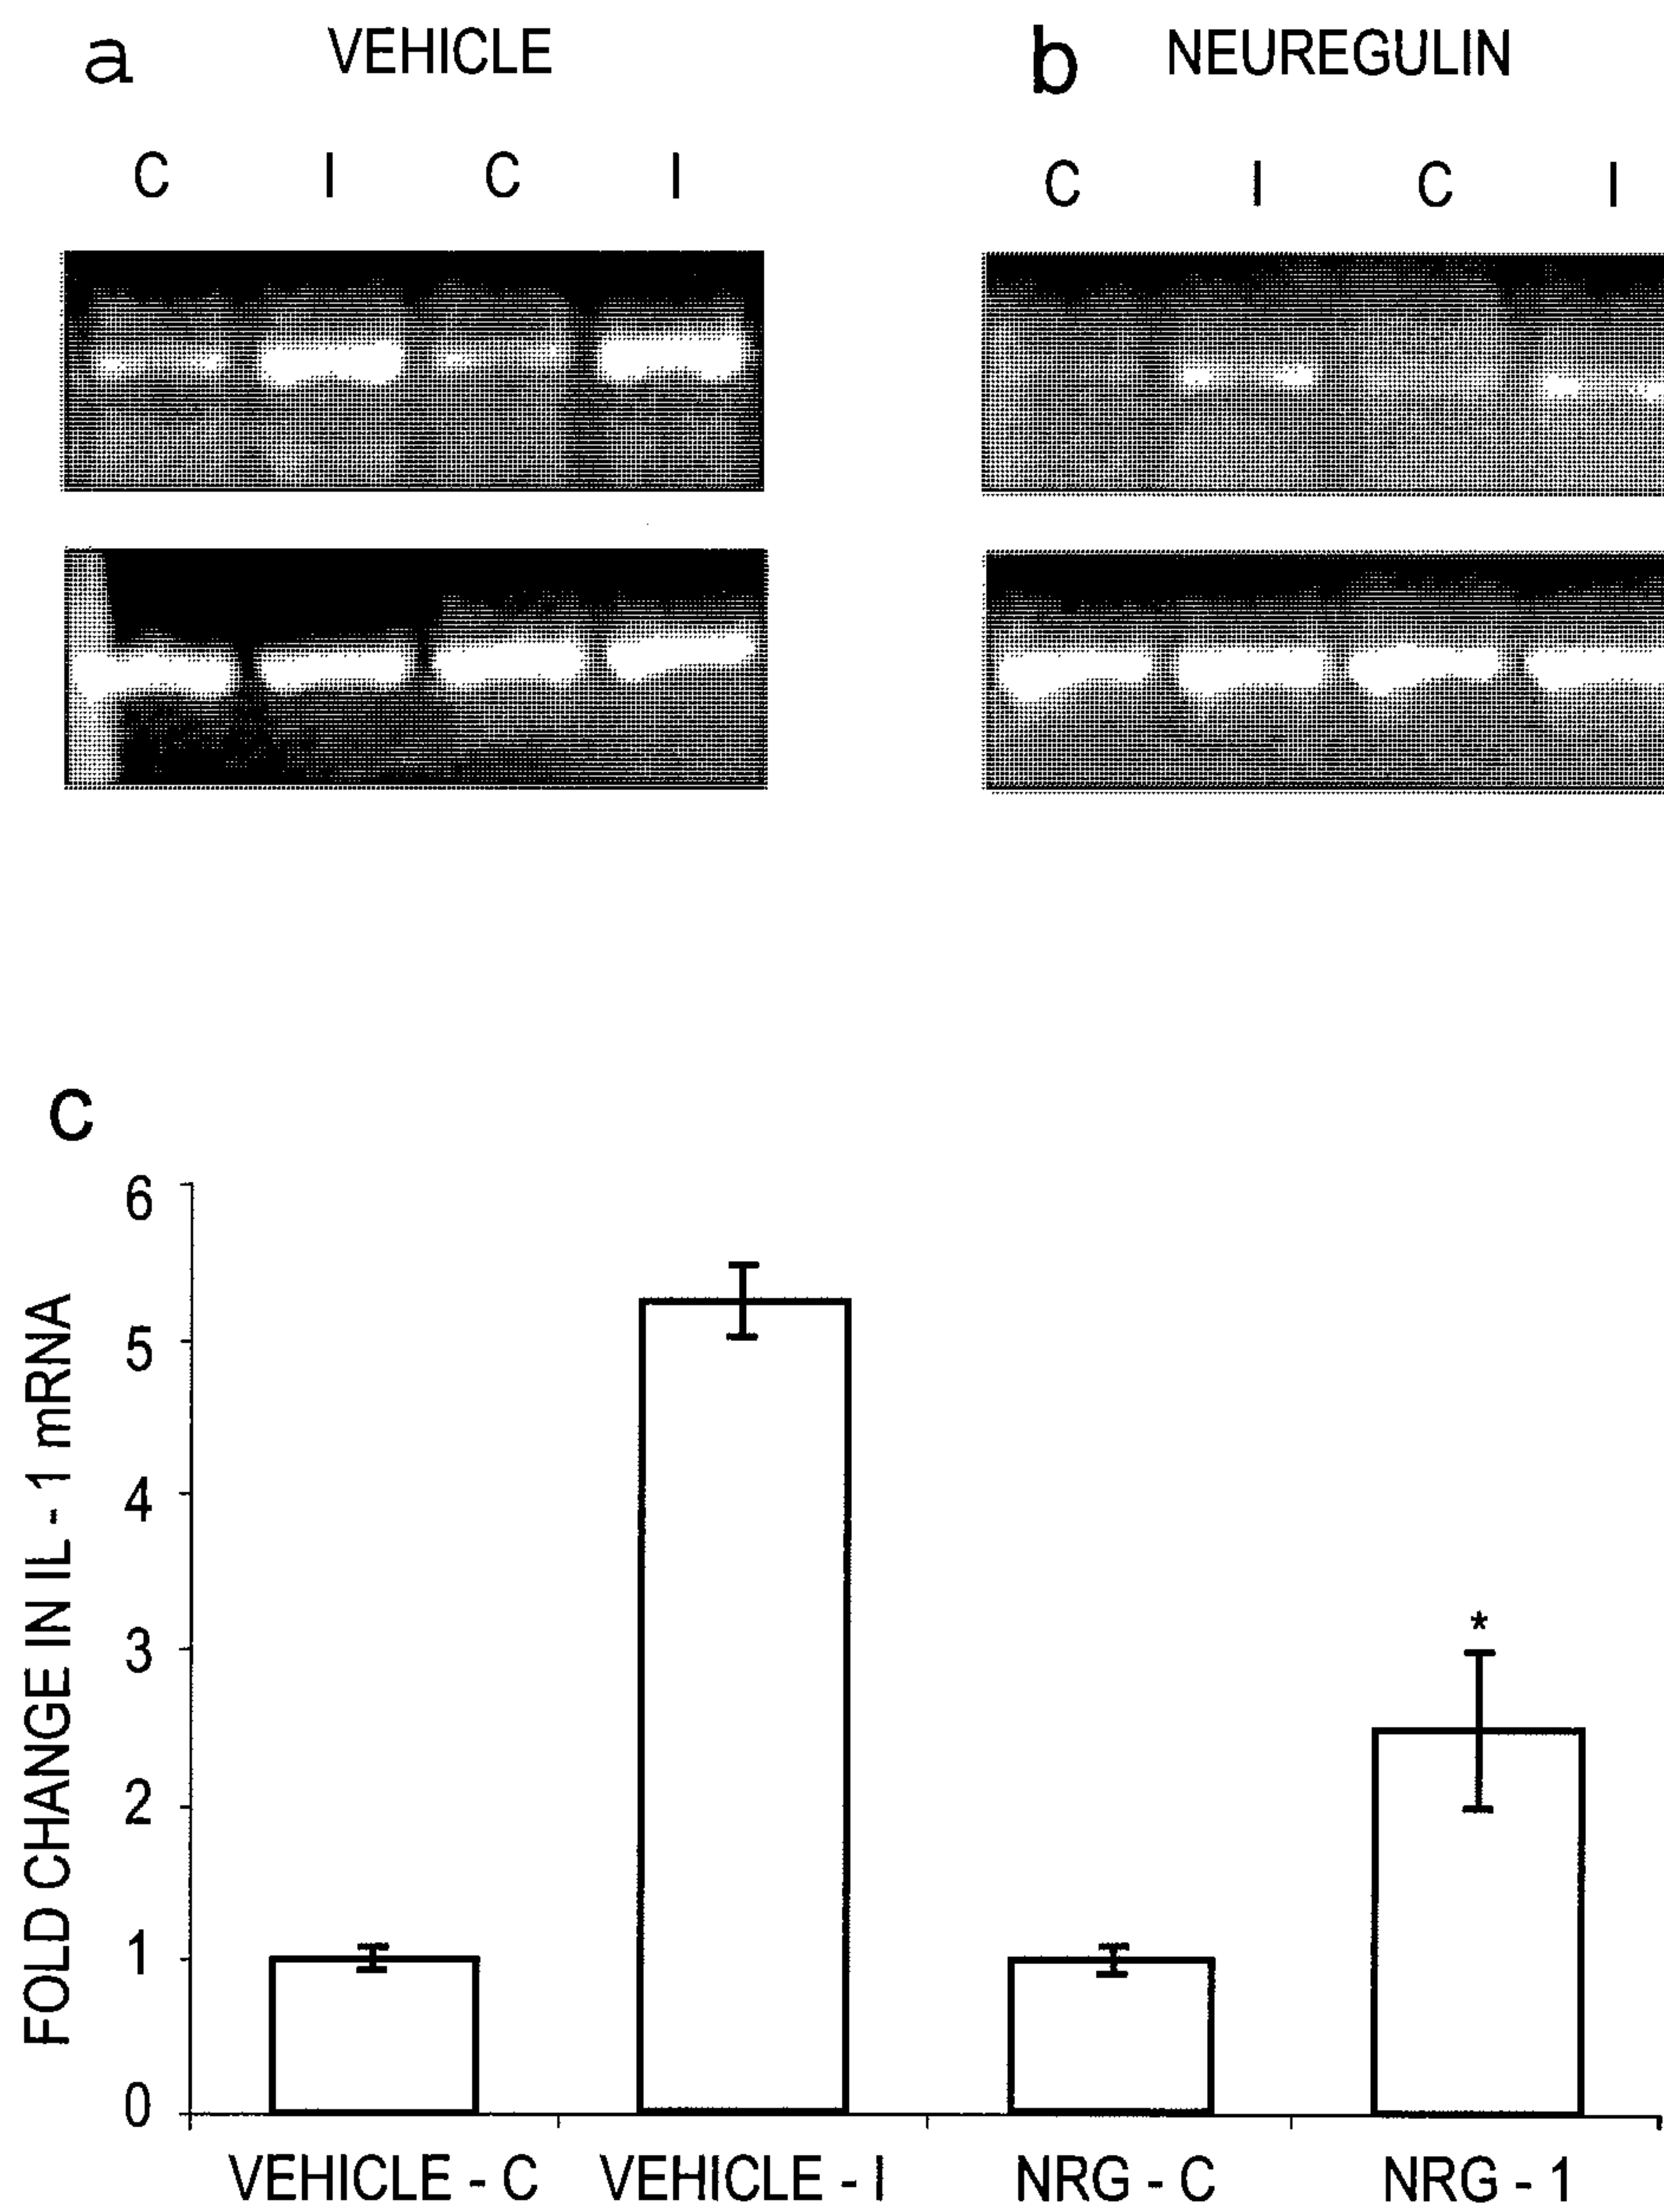 a VEHICLE
C I C I
b NEUREGULIN
C I C I
c
FOLD CHANGE IN IL - 1 mRNA
6
5
4
3
2
1
0
*
VEHICLE - C VEHICLE - I NRG - C NRG - 1